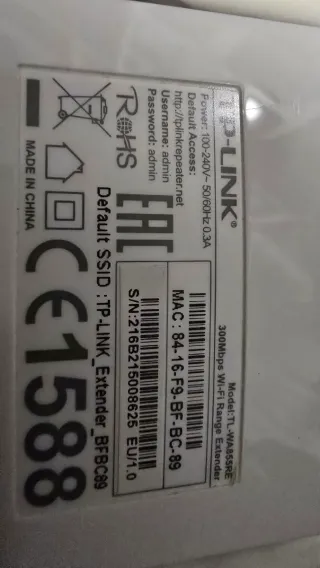 TP-LINK®
Model:TL-WA855RE
300Mbps Wi-Fi Range Extender
Power: 100-240V~ 50/60Hz 0.3A
Default Access:
http://tplinkrepeater.net
Username: admin
Password: admin
MAC : 84-16-F9-BF-BC-89
S/N:216B215008625 EU/1.0
RoHS
EAC
Default SSID :TP-LINK_Extender_BFBC89
MADE IN CHINA
CE1588